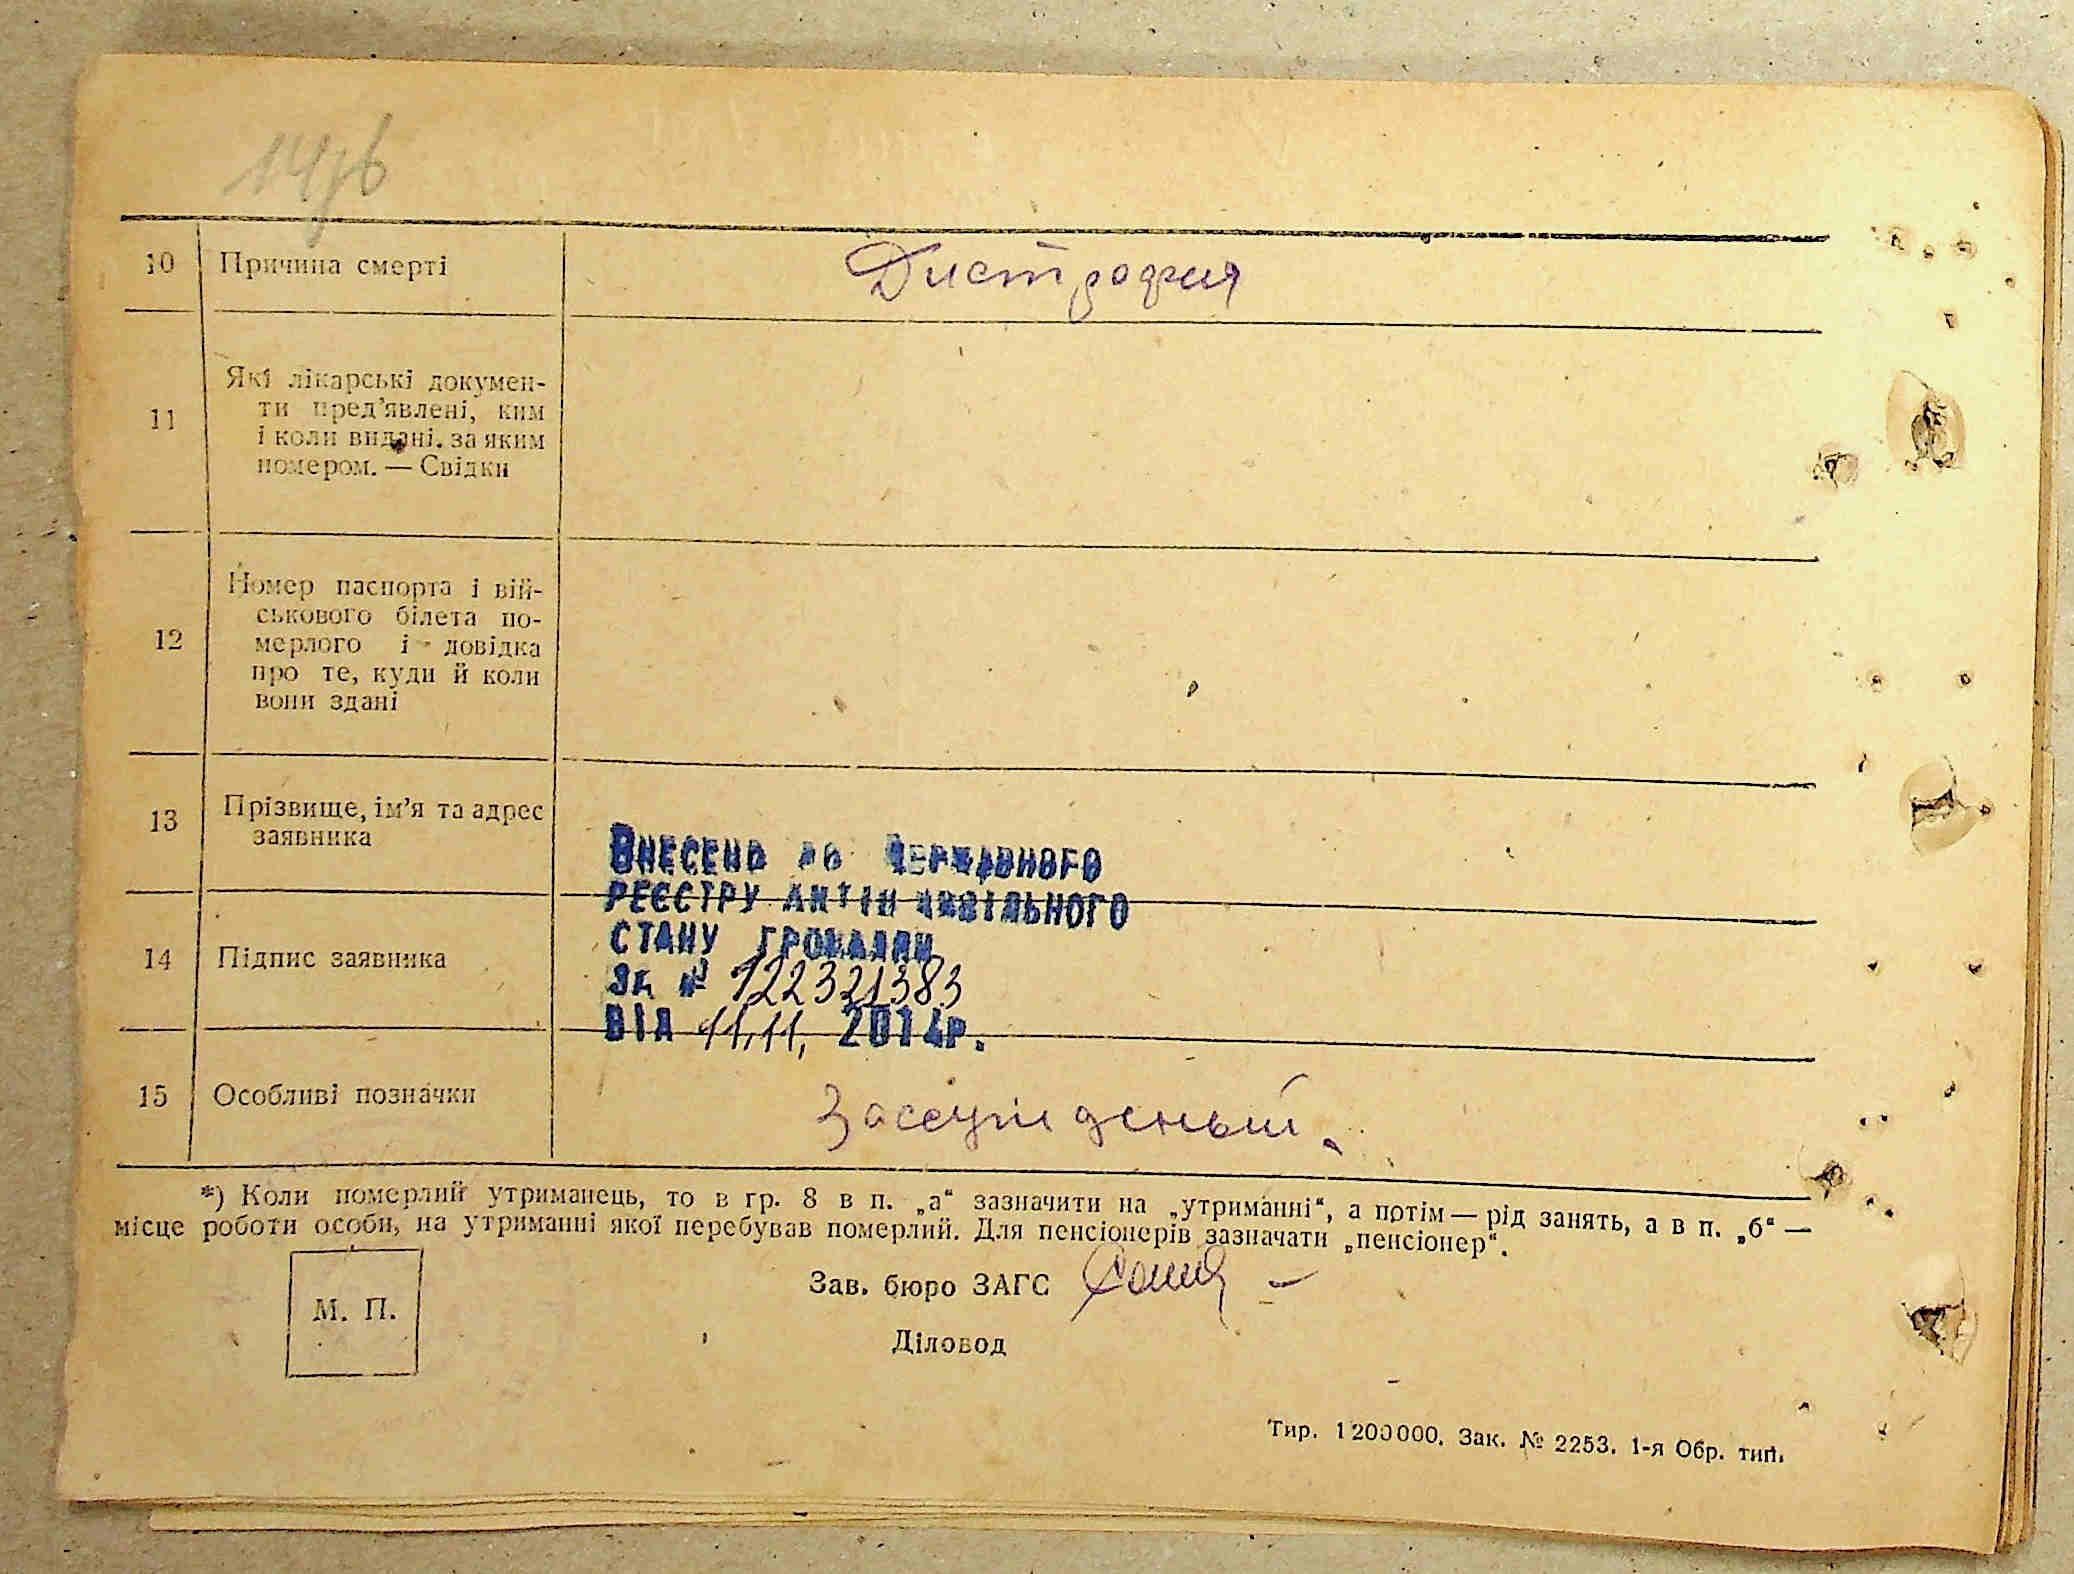 10 Причина смерті Дистрофия
11 Які лікарські докумен-
ти пред'явлені, ким
і коли видані. за яким
номером. — Свідки
12 Номер паспорта і вій-
ськового білета по-
мерлого і довідка
про те, куди й коли
вони здані
13 Прізвище, ім'я та адрес
заявника
ВНЕСЕНО ДО ДЕРЖАВНОГО
РЕЄСТРУ АКТІВ ЦИВІЛЬНОГО
СТАНУ ГРОМАДЯН
ЗА № 122321383
ВІД 11.11, 2014р.
14 Підпис заявника
15 Особливі позначки Зассужденый.
*) Коли померлий утриманець, то в гр. 8 в п. „а“ зазначити на „утриманні“, а потім — рід занять, а в п. „б“ —
місце роботи особи, на утриманні якої перебував померлий. Для пенсіонерів зазначати „пенсіонер“.
М. П.
Зав. бюро ЗАГС
Діловод
Тир. 1 200 000. Зак. № 2253. 1-я Обр. тип.